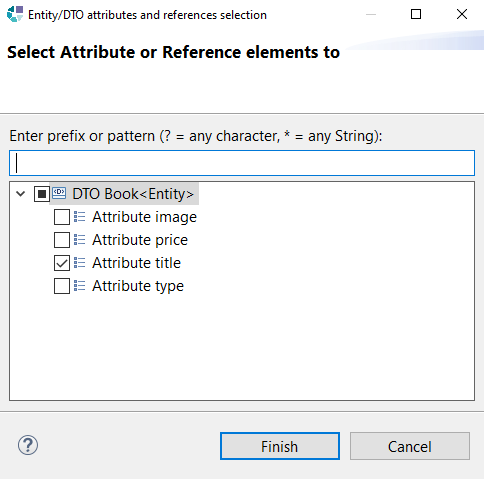 Entity/DTO attributes and references selection
Select Attribute or Reference elements to
Enter prefix or pattern (? = any character, * = any String):
DTO Book<Entity>
Attribute image
Attribute price
Attribute title
Attribute type
?
Finish
Cancel